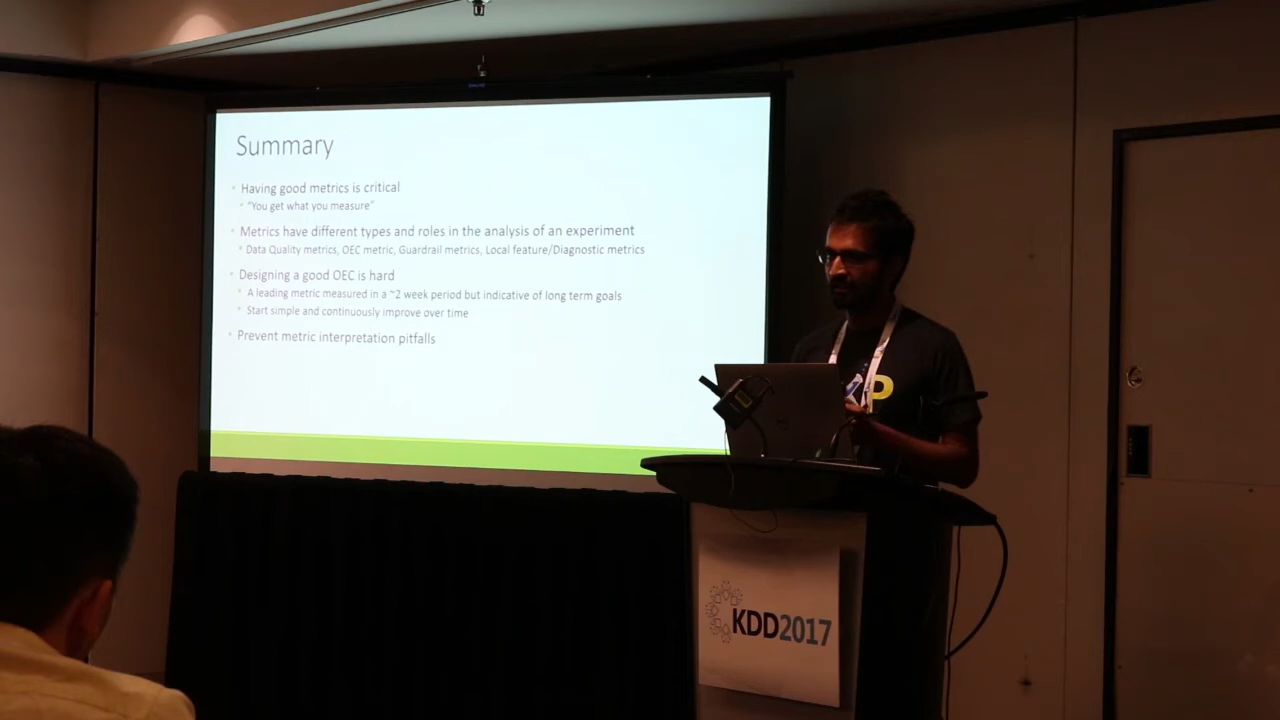 Summary
Having good metrics is critical
"You get what you measure"
Metrics have different types and roles in the analysis of an experiment
Data Quality metrics, OEC metric, Guardrail metrics, Local feature/Diagnostic metrics
Designing a good OEC is hard
A leading metric measured in a ~2 week period but indicative of long term goals
Start simple and continuously improve over time
Prevent metric interpretation pitfalls
P
KDD2017